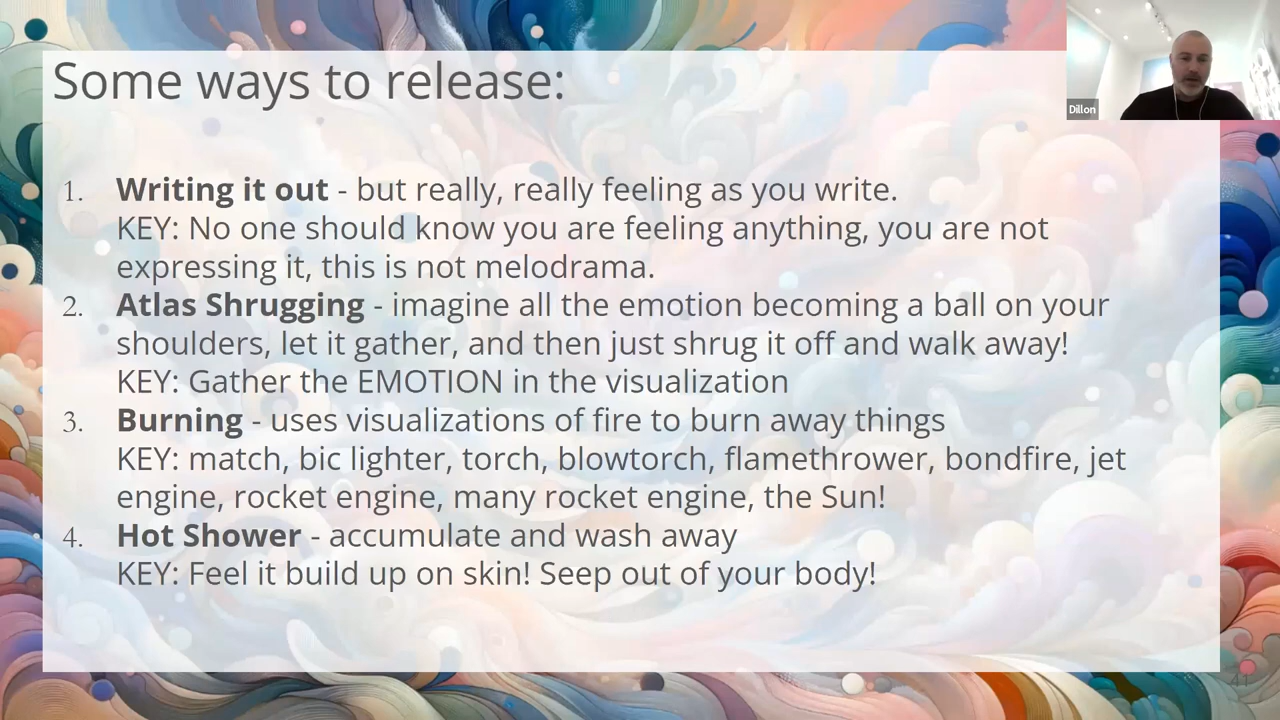 Some ways to release:
Dillon
1. Writing it out - but really, really feeling as you write.
KEY: No one should know you are feeling anything, you are not
expressing it, this is not melodrama.
2. Atlas Shrugging - imagine all the emotion becoming a ball on your
shoulders, let it gather, and then just shrug it off and walk away!
KEY: Gather the EMOTION in the visualization
3. Burning - uses visualizations of fire to burn away things
KEY: match, bic lighter, torch, blowtorch, flamethrower, bondfire, jet
engine, rocket engine, many rocket engine, the Sun!
4. Hot Shower - accumulate and wash away
KEY: Feel it build up on skin! Seep out of your body!
41